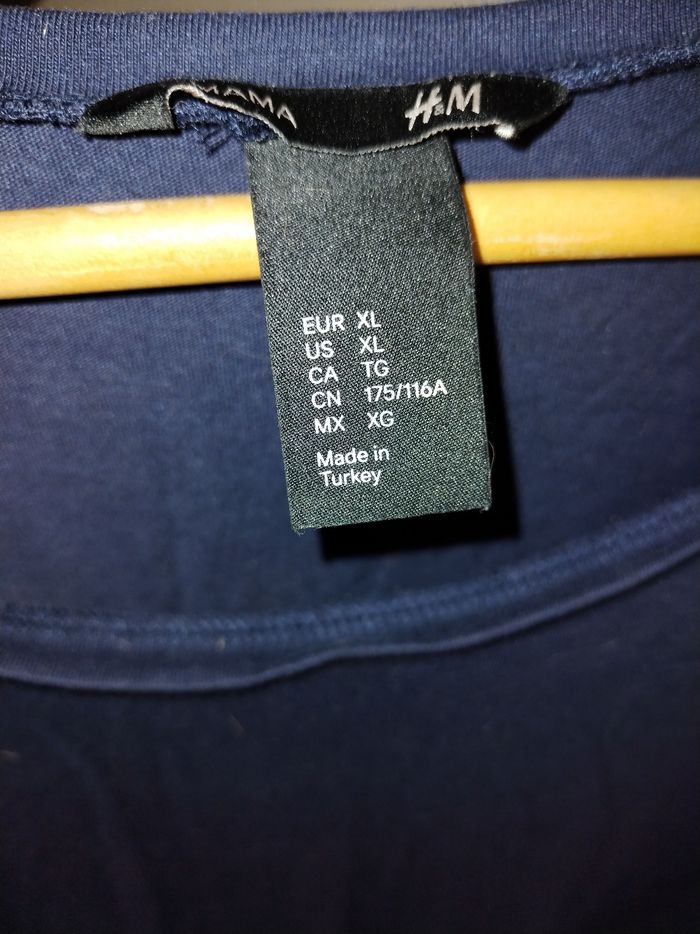 MAMA H&M
EUR XL
US XL
CA TG
CN 175/116A
MX XG
Made in
Turkey